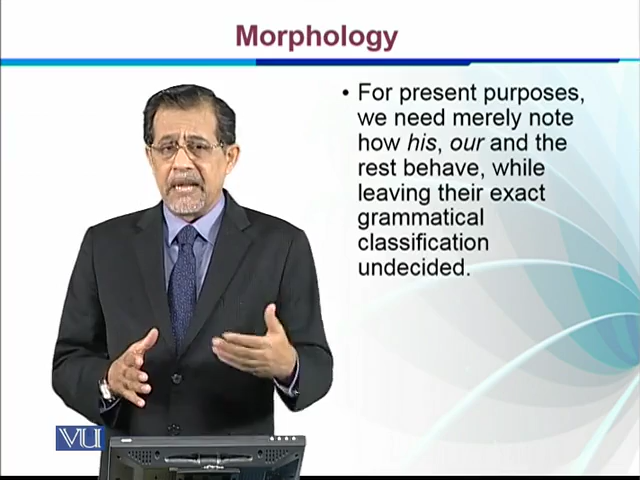 Morphology
• For present purposes,
we need merely note
how his, our and the
rest behave, while
leaving their exact
grammatical
classification
undecided.
VU